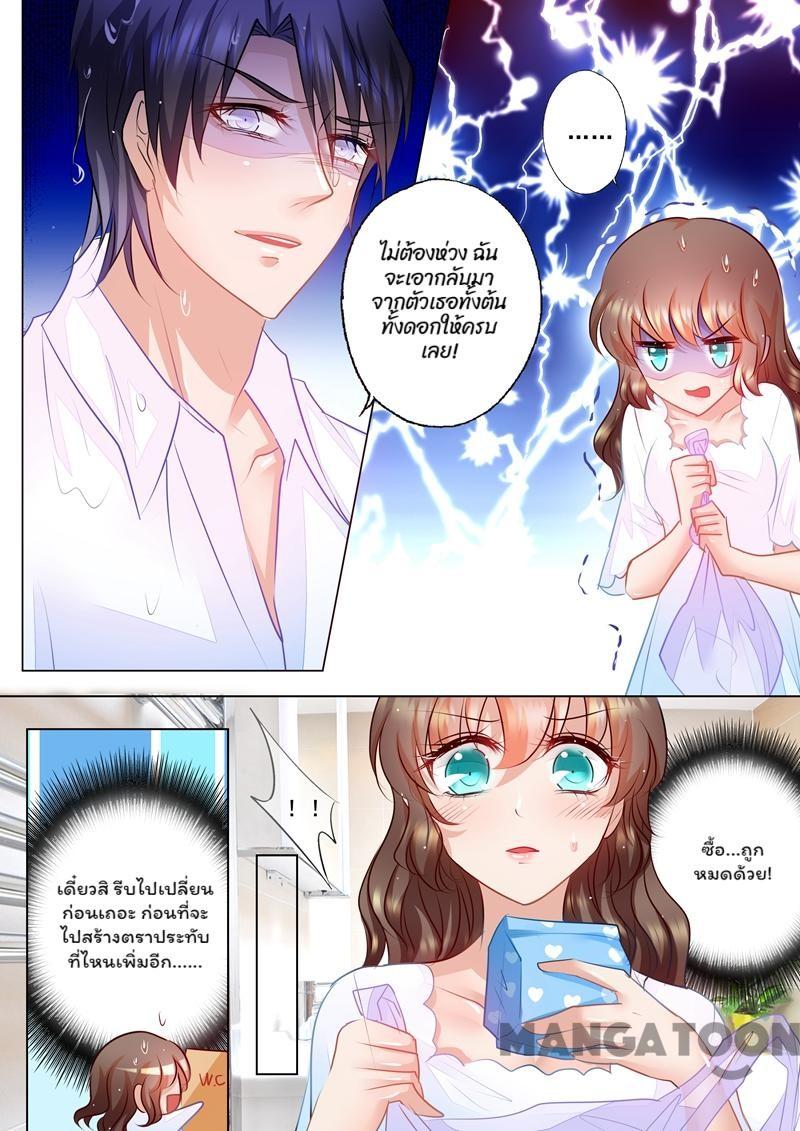 ......
ไม่ต้องห่วง ฉัน
จะเอากลับมา
จากตัวเธอทั้งต้น
ทั้งดอกให้ครบ
เลย!
! !
ซื้อ...ถูก
หมดด้วย!
เดี๋ยวสิ รีบไปเปลี่ยน
ก่อนเถอะ ก่อนที่จะ
ไปสร้างตราประทับ
ที่ไหนเพิ่มอีก......
W.C
MANGATOON